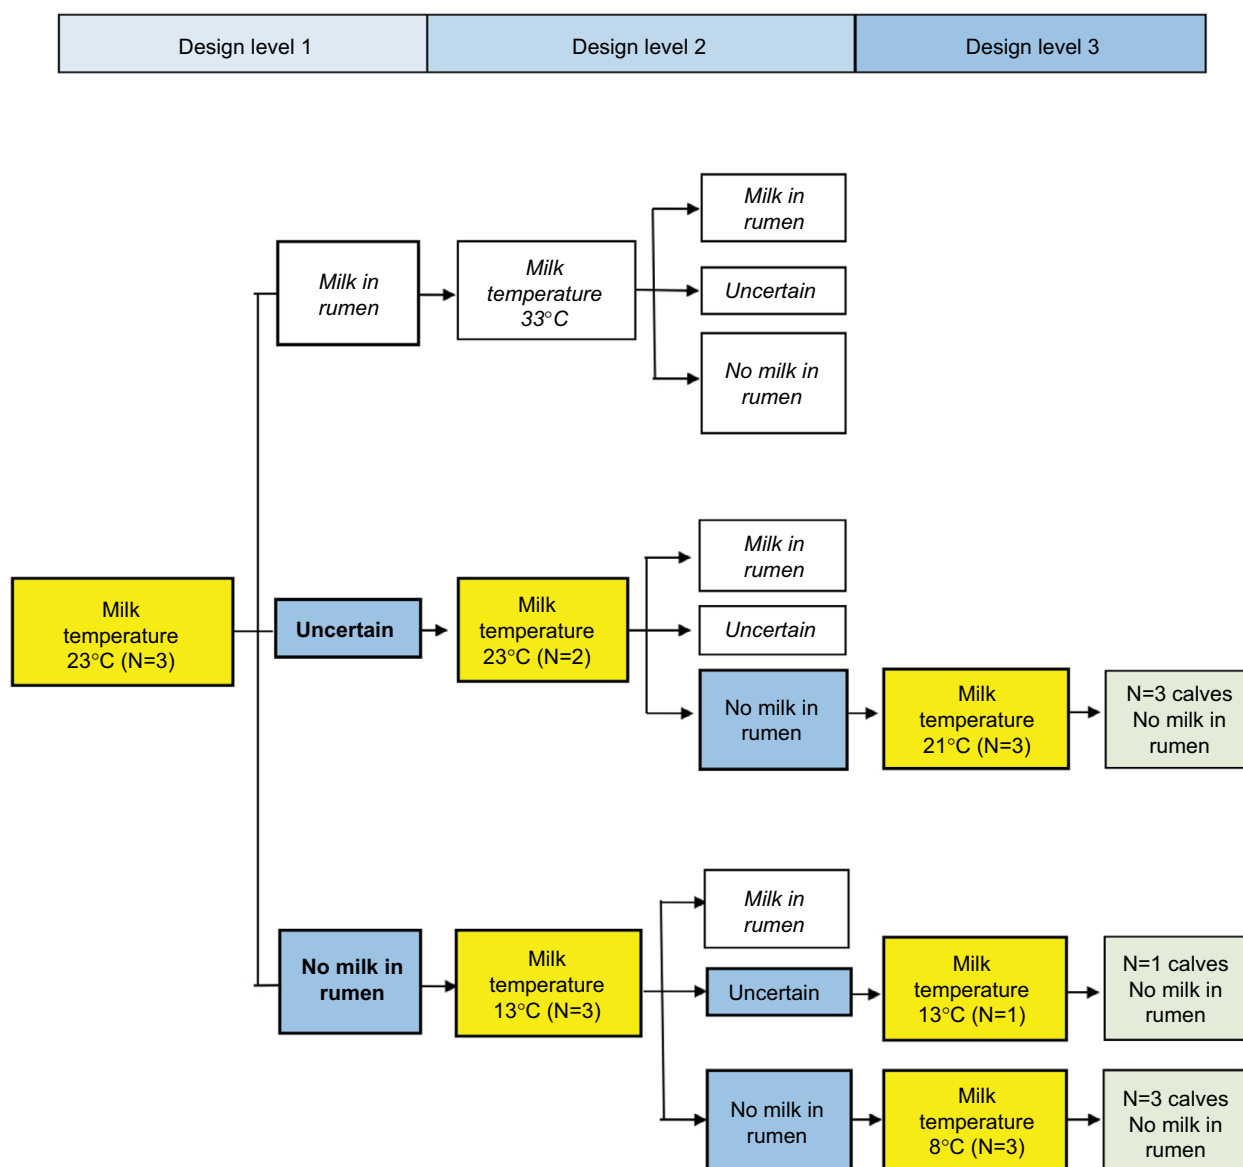 Design level 1
Design level 2
Design level 3
Milk
temperature
23°C (N=3)
Milk in
rumen
Milk
temperature
33°C
Milk in
rumen
Uncertain
No milk in
rumen
Uncertain
Milk
temperature
23°C (N=2)
Milk in
rumen
Uncertain
No milk in
rumen
Milk
temperature
21°C (N=3)
N=3 calves
No milk in
rumen
No milk in
rumen
Milk
temperature
13°C (N=3)
Milk in
rumen
Uncertain
Milk
temperature
13°C (N=1)
N=1 calves
No milk in
rumen
No milk in
rumen
Milk
temperature
8°C (N=3)
N=3 calves
No milk in
rumen